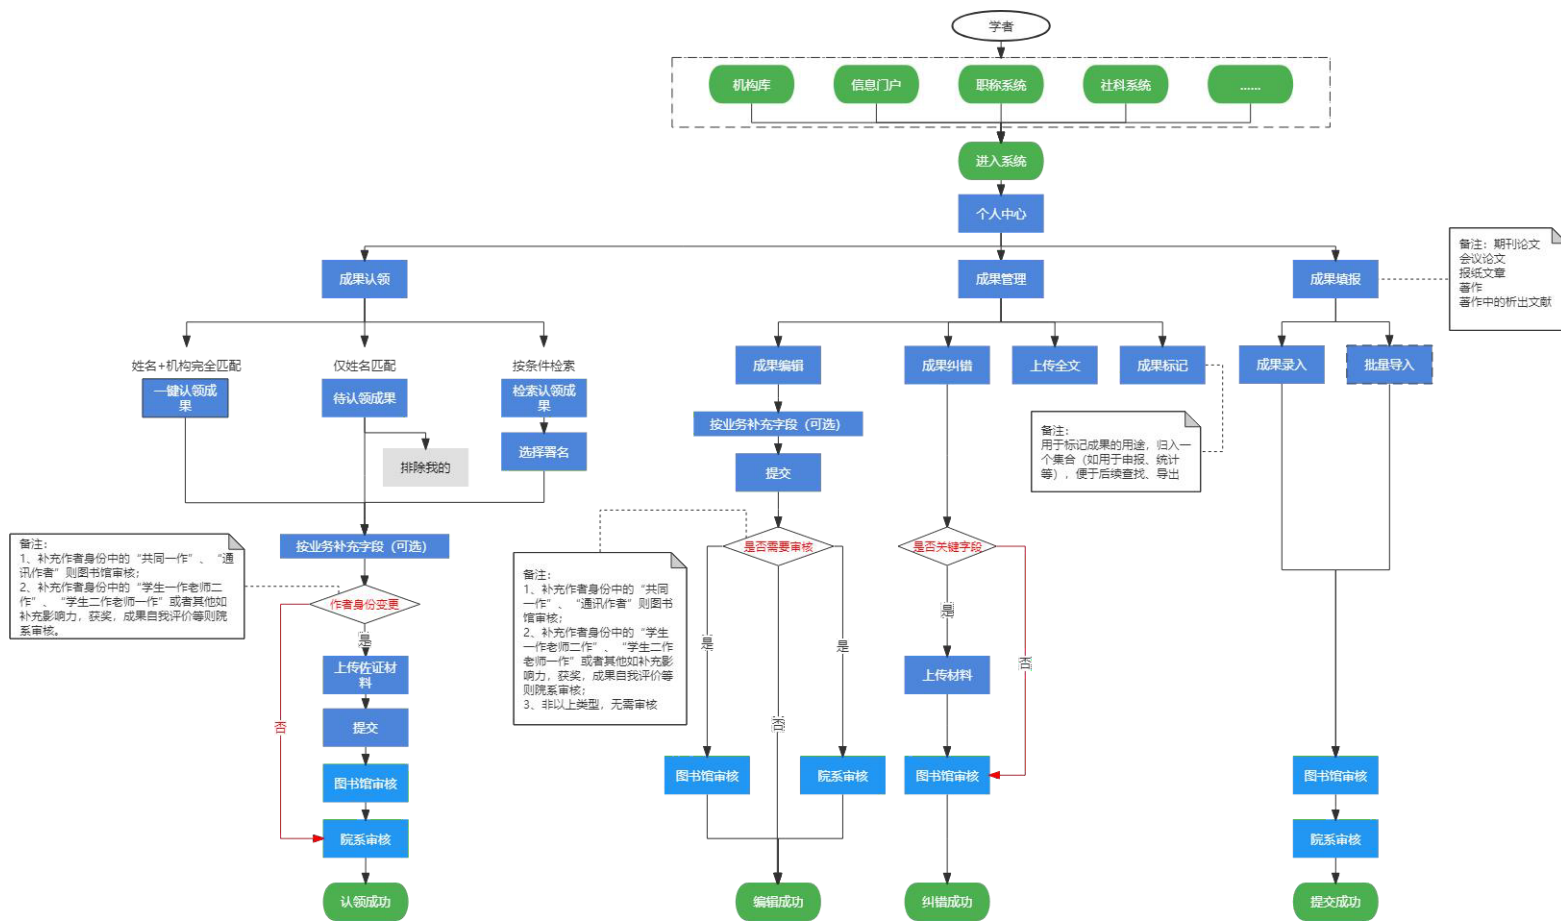 学者
机构库
信息门户
职称系统
社科系统
......
进入系统
个人中心
成果认领
成果管理
成果填报
备注：期刊论文
会议论文
报纸文章
著作
著作中的析出文献
姓名+机构完全匹配
仅姓名匹配
按条件检索
一键认领成
果
待认领成果
检索认领成
果
排除我的
选择署名
成果编辑
成果纠错
上传全文
成果标记
成果录入
批量导入
按业务补充字段（可选）
提交
备注：
用于标记成果的用途，归入一
个集合（如用于申报、统计
等），便于后续查找、导出
备注：
1、补充作者身份中的“共同一作”、“通
讯作者”则图书馆审核；
2、补充作者身份中的“学生一作老师二
作”、“学生二作老师一作”或者其他如
补充影响力，获奖，成果自我评价等则院
系审核。
按业务补充字段（可选）
作者身份变更
是
否
上传佐证材
料
提交
图书馆审核
院系审核
认领成功
备注：
1、补充作者身份中的“共同
一作”、“通讯作者”则图书
馆审核；
2、补充作者身份中的“学生
一作老师二作”、“学生二作
老师一作”或者其他如补充影
响力，获奖，成果自我评价等
则院系审核；
3、非以上类型，无需审核
是否需要审核
是
是
否
图书馆审核
院系审核
编辑成功
是否关键字段
是
否
上传材料
图书馆审核
纠错成功
图书馆审核
院系审核
提交成功